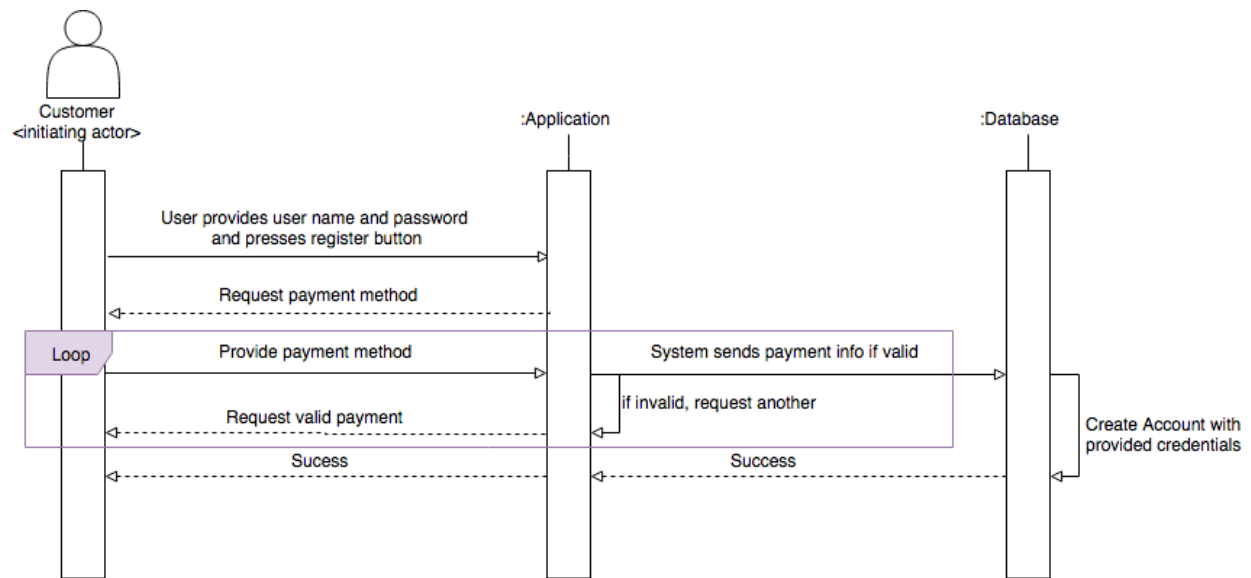 Customer
<initiating actor>
:Application
:Database
User provides user name and password
and presses register button
Request payment method
Loop
Provide payment method
System sends payment info if valid
if invalid, request another
Request valid payment
Create Account with
provided credentials
Sucess
Success